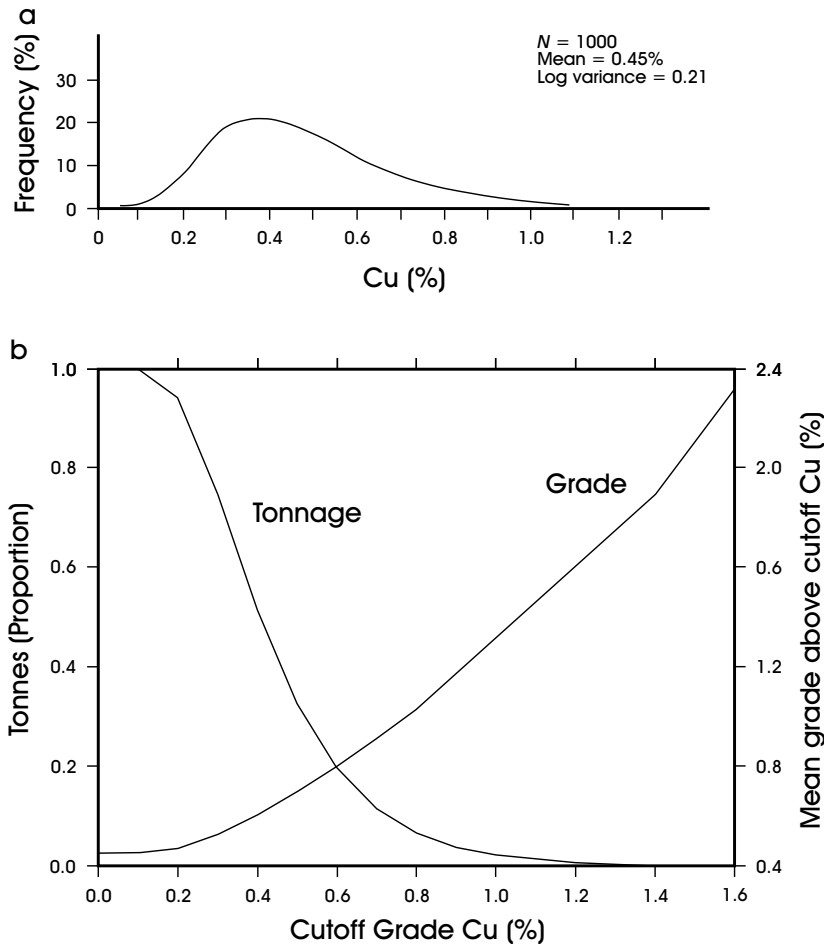 a
N = 1000
Mean = 0.45%
Log variance = 0.21
Frequency (%)
30
20
10
0
0 0.2 0.4 0.6 0.8 1.0 1.2
Cu (%)
b
1.0 2.4
0.8 2.0
0.6 0.6
0.4 1.2
0.2 0.8
0.0 0.4
Tonnage
Grade
Tonnes (Proportion)
Mean grade above cutoff Cu (%)
0.0 0.2 0.4 0.6 0.8 1.0 1.2 1.4 1.6
Cutoff Grade Cu (%)